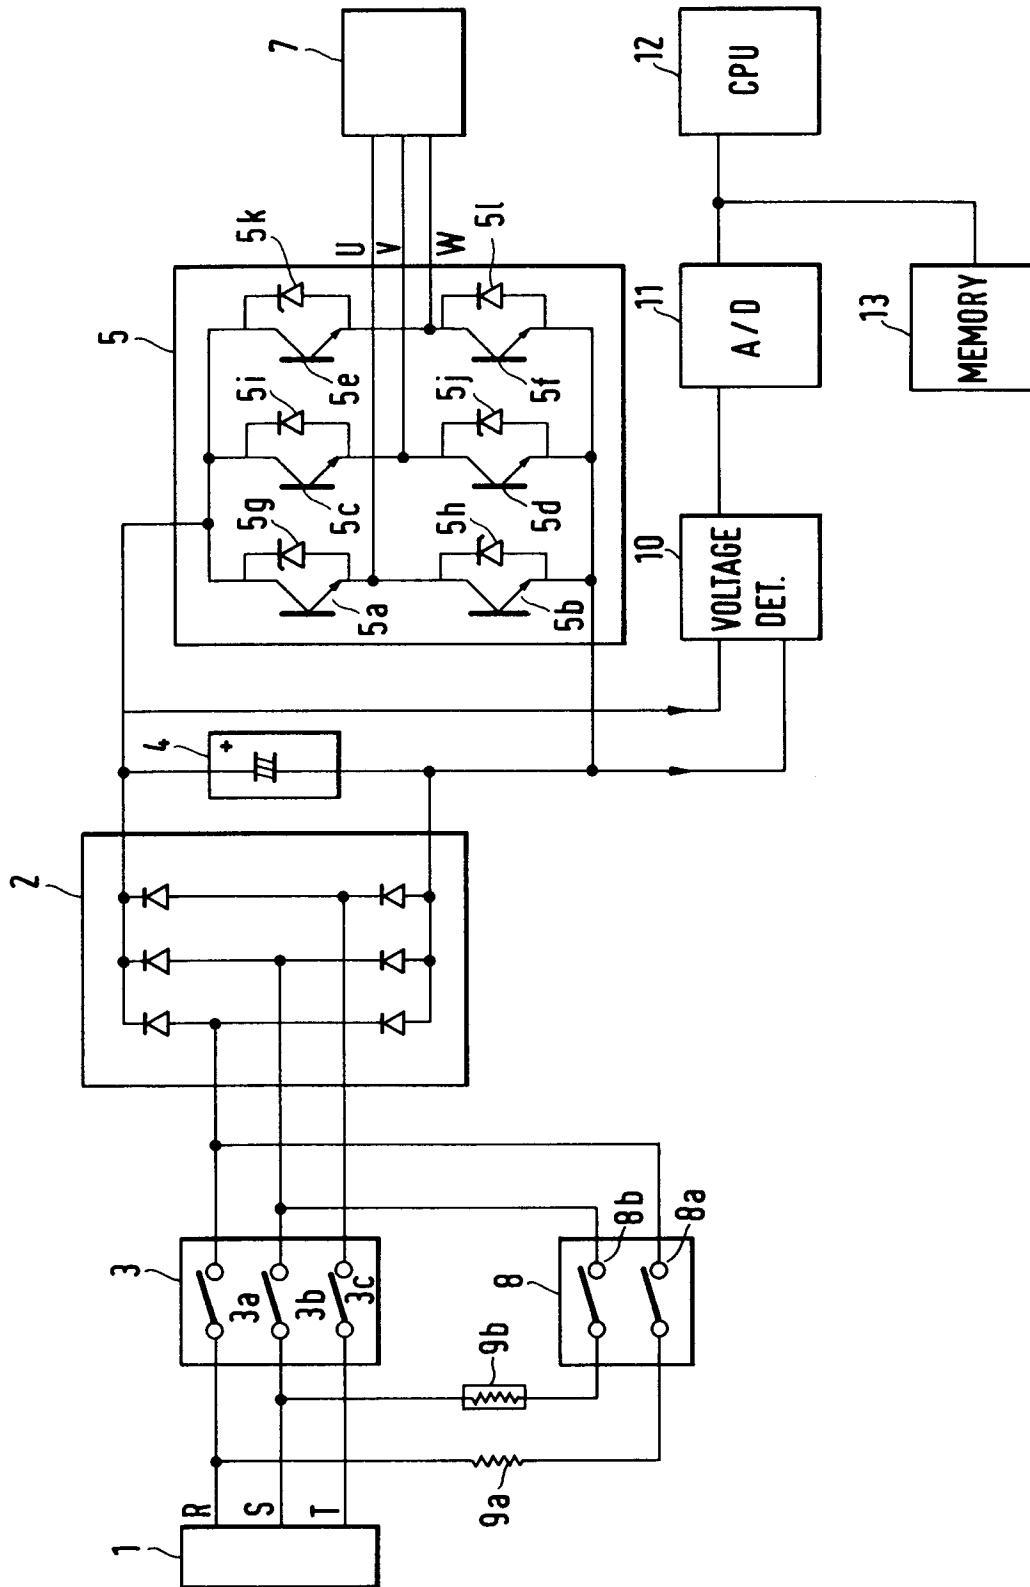 1
R
S
T
3
3a
3b
3c
9a
9b
8
8b
8a
2
4
+
5
5a
5b
5c
5d
5e
5f
5g
5h
5i
5j
5k
5l
U
V
W
7
10
VOLTAGE
DET.
11
A/D
12
CPU
13
MEMORY